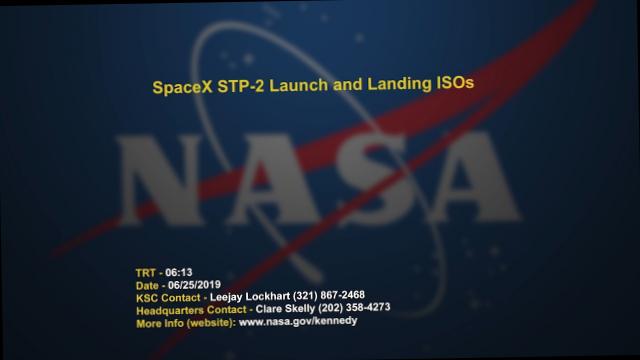 SpaceX STP-2 Launch and Landing ISOs
NASA
TRT - 06:13
Date - 06/25/2019
KSC Contact - Leejay Lockhart (321) 867-2468
Headquarters Contact - Clare Skelly (202) 358-4273
More Info (website): www.nasa.gov/kennedy